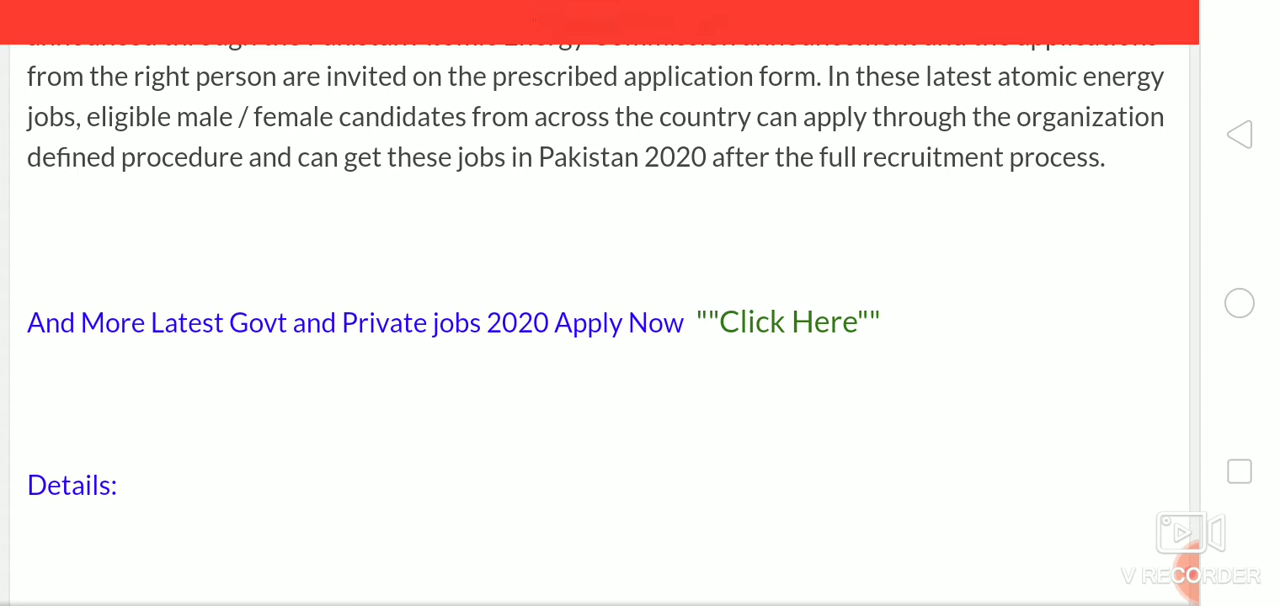 from the right person are invited on the prescribed application form. In these latest atomic energy
jobs, eligible male / female candidates from across the country can apply through the organization
defined procedure and can get these jobs in Pakistan 2020 after the full recruitment process.
And More Latest Govt and Private jobs 2020 Apply Now ""Click Here""
Details:
V RECORDER